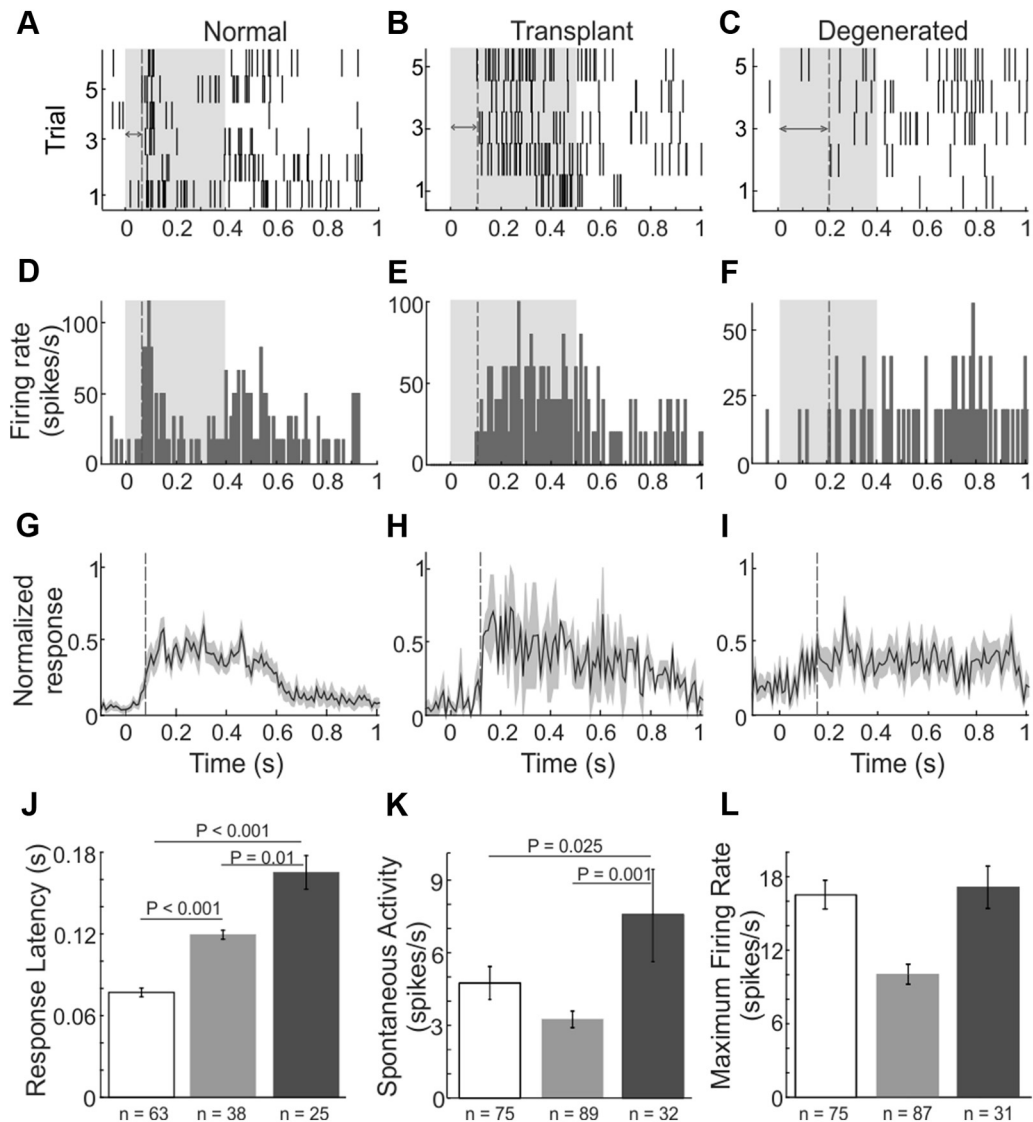 A Normal
B Transplant
C Degenerated
Trial
5
3
1
0 0.2 0.4 0.6 0.8 1
5
3
1
0 0.2 0.4 0.6 0.8 1
5
3
1
0 0.2 0.4 0.6 0.8 1
D
E
F
Firing rate
(spikes/s)
100
50
0
0 0.2 0.4 0.6 0.8 1
100
60
20
0
0 0.2 0.4 0.6 0.8 1
50
25
0
0 0.2 0.4 0.6 0.8 1
G
H
I
Normalized
response
1
0.5
0
0 0.2 0.4 0.6 0.8 1
Time (s)
1
0.5
0
0 0.2 0.4 0.6 0.8 1
Time (s)
1
0.5
0
0 0.2 0.4 0.6 0.8 1
Time (s)
J
Response Latency (s)
0.18
0.12
0.06
0
P < 0.001
P = 0.01
P < 0.001
n = 63 n = 38 n = 25
K
Spontaneous Activity
(spikes/s)
9
6
3
0
P = 0.025
P = 0.001
n = 75 n = 89 n = 32
L
Maximum Firing Rate
(spikes/s)
18
12
6
0
n = 75 n = 87 n = 31